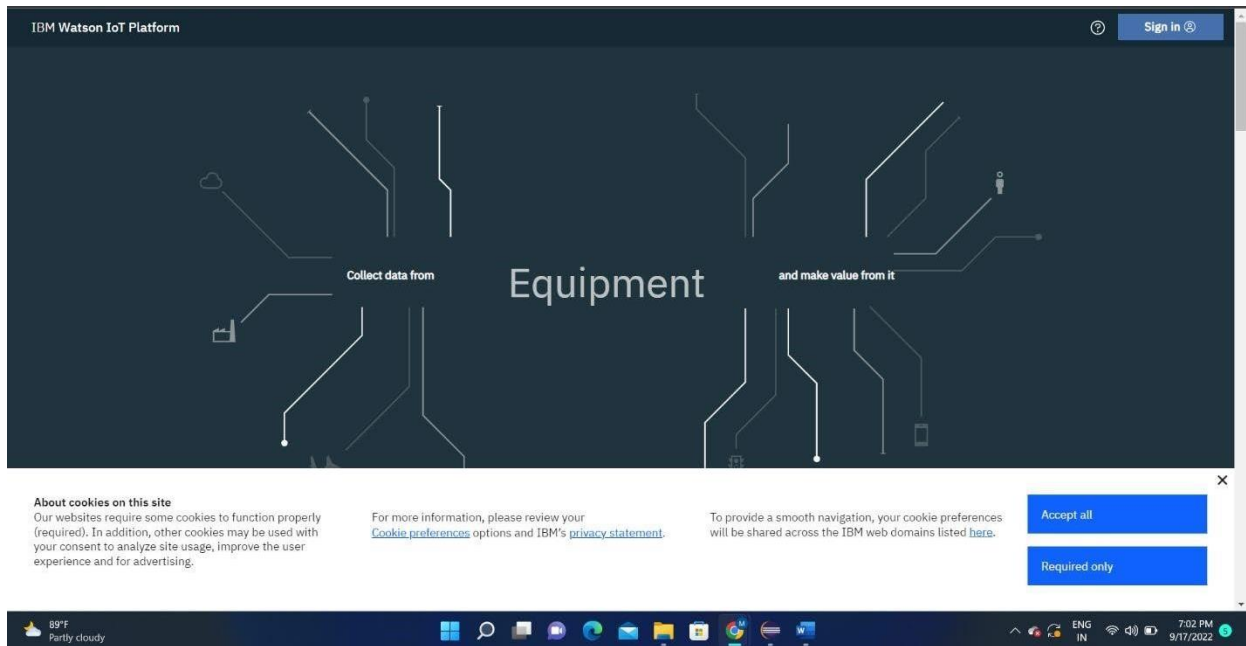 IBM Watson IoT Platform
Sign in
Collect data from
Equipment
and make value from it
About cookies on this site
Our websites require some cookies to function properly
(required). In addition, other cookies may be used with
your consent to analyze site usage, improve the user
experience and for advertising.
For more information, please review your
Cookie preferences options and IBM's privacy statement.
To provide a smooth navigation, your cookie preferences
will be shared across the IBM web domains listed here.
Accept all
Required only
89°F
Partly cloudy
ENG
IN
7:02 PM
9/17/2022
5